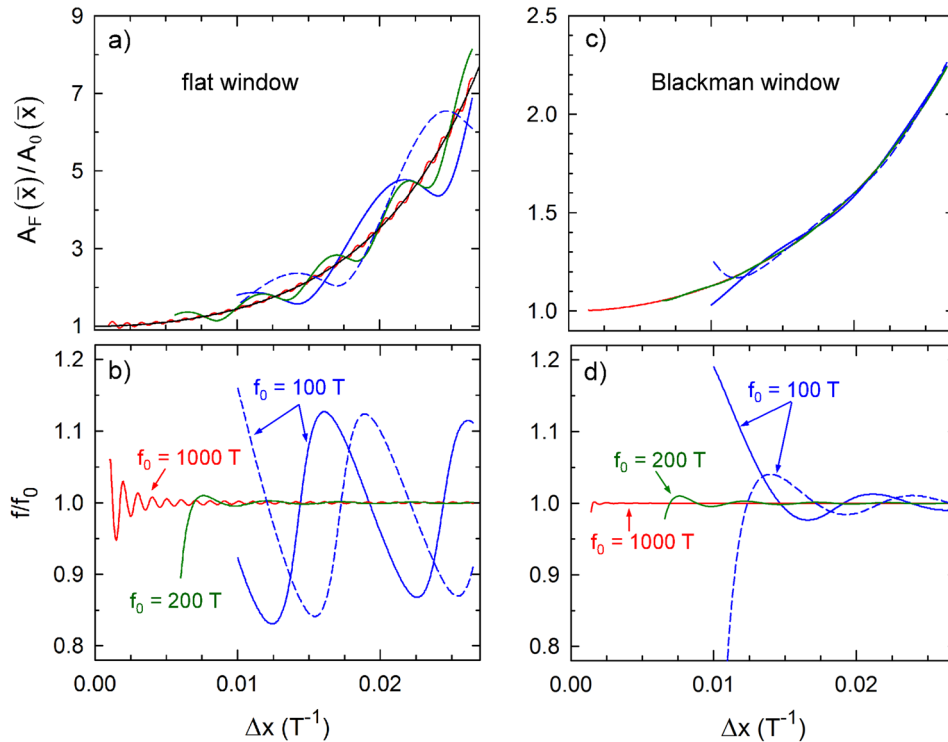 a)
flat window
A_F (x̅) / A_0 (x̅)
9
7
5
3
1
c)
Blackman window
2.5
2.0
1.5
1.0
b)
f_0 = 100 T
f_0 = 1000 T
f_0 = 200 T
f/f_0
1.2
1.1
1.0
0.9
0.8
0.00
0.01
0.02
Δx (T^-1)
d)
f_0 = 100 T
f_0 = 200 T
f_0 = 1000 T
1.2
1.1
1.0
0.9
0.8
0.00
0.01
0.02
Δx (T^-1)